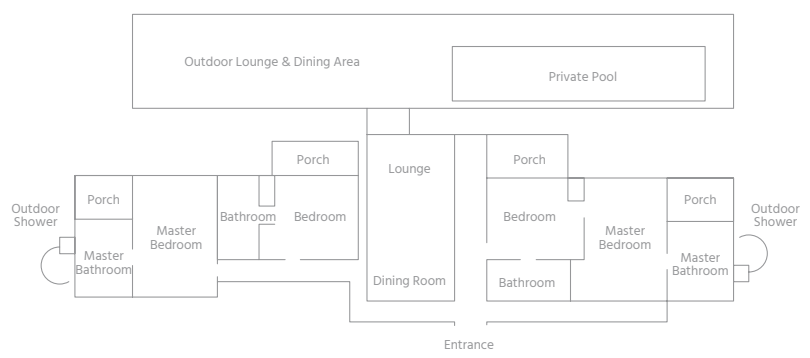 Outdoor Lounge & Dining Area
Private Pool
Porch
Lounge
Porch
Porch
Porch
Outdoor
Shower
Master
Bedroom
Bathroom
Bedroom
Bedroom
Master
Bedroom
Outdoor
Shower
Master
Bathroom
Master
Bathroom
Dining Room
Bathroom
Entrance